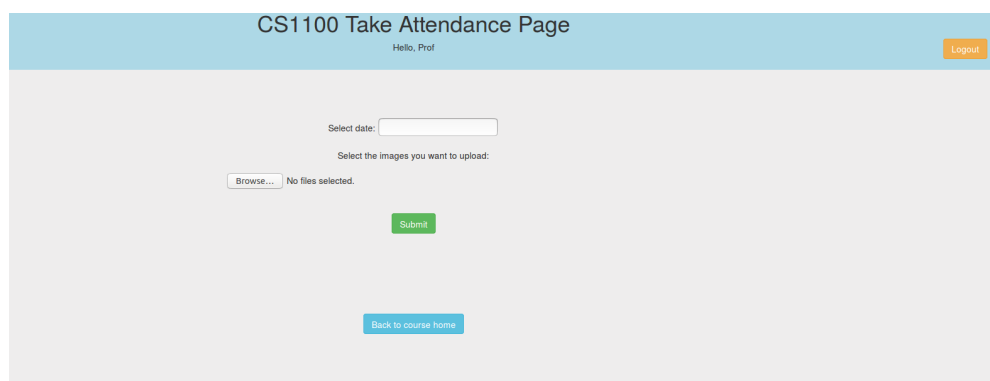 CS1100 Take Attendance Page
Hello, Prof
Logout
Select date:
Select the images you want to upload:
Browse... No files selected.
Submit
Back to course home